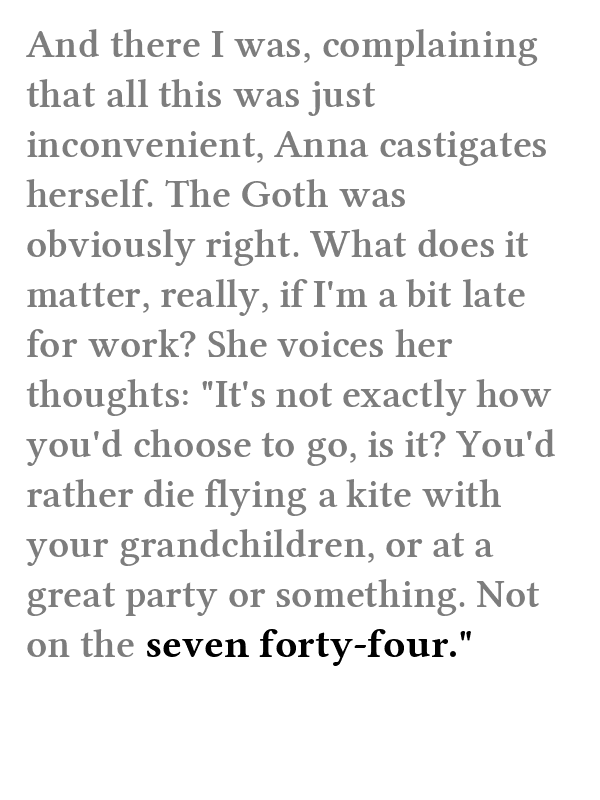 And there I was, complaining
that all this was just
inconvenient, Anna castigates
herself. The Goth was
obviously right. What does it
matter, really, if I'm a bit late
for work? She voices her
thoughts: "It's not exactly how
you'd choose to go, is it? You'd
rather die flying a kite with
your grandchildren, or at a
great party or something. Not
on the seven forty-four."